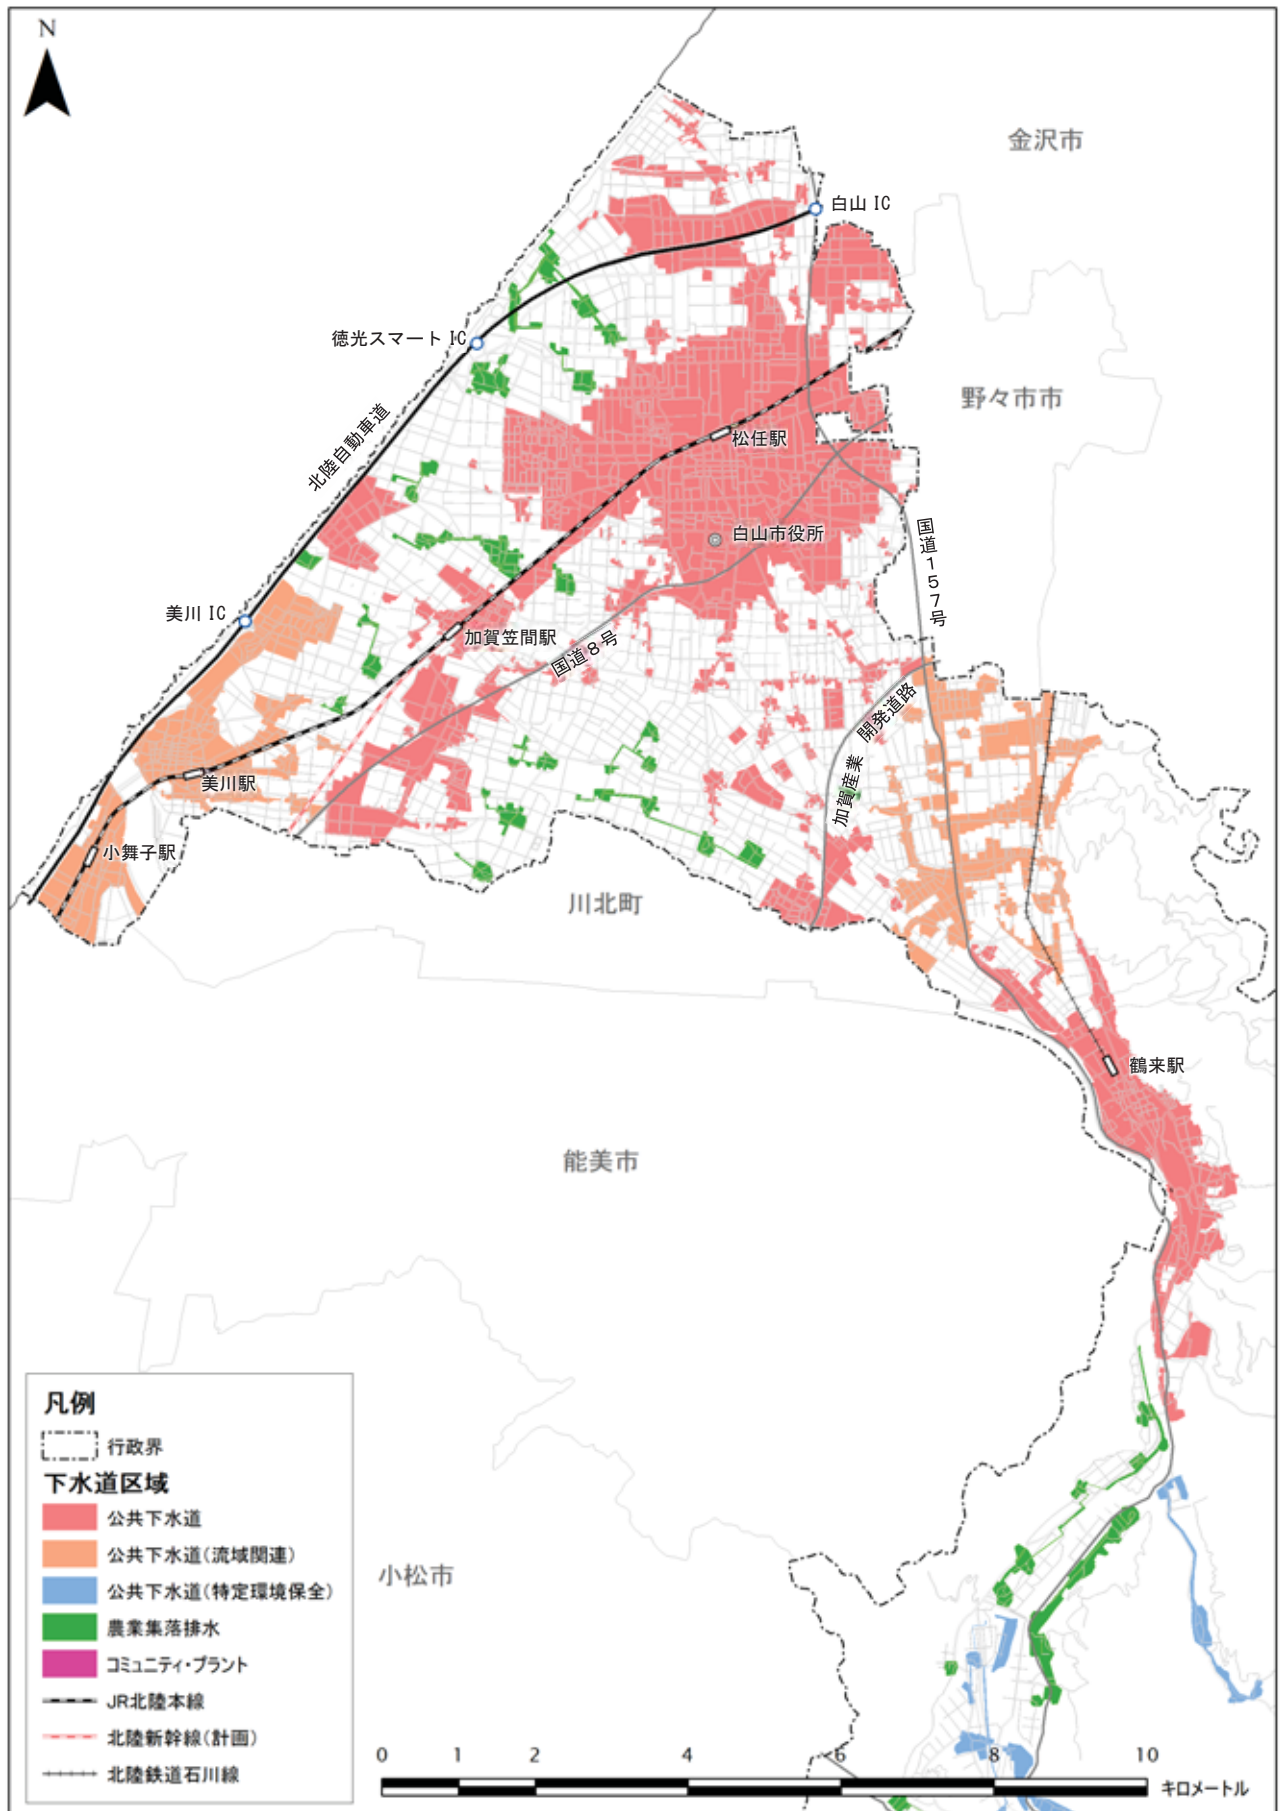 N
金沢市
白山 IC
徳光スマート IC
野々市市
北陸自動車道
松任駅
白山市役所
国道157号
美川 IC
加賀笠間駅
国道8号
加賀産業 開発道路
美川駅
小舞子駅
川北町
鶴来駅
能美市
小松市
凡例
行政界
下水道区域
公共下水道
公共下水道(流域関連)
公共下水道(特定環境保全)
農業集落排水
コミュニティ・プラント
JR北陸本線
北陸新幹線(計画)
北陸鉄道石川線
0 1 2 4 6 8 10
キロメートル